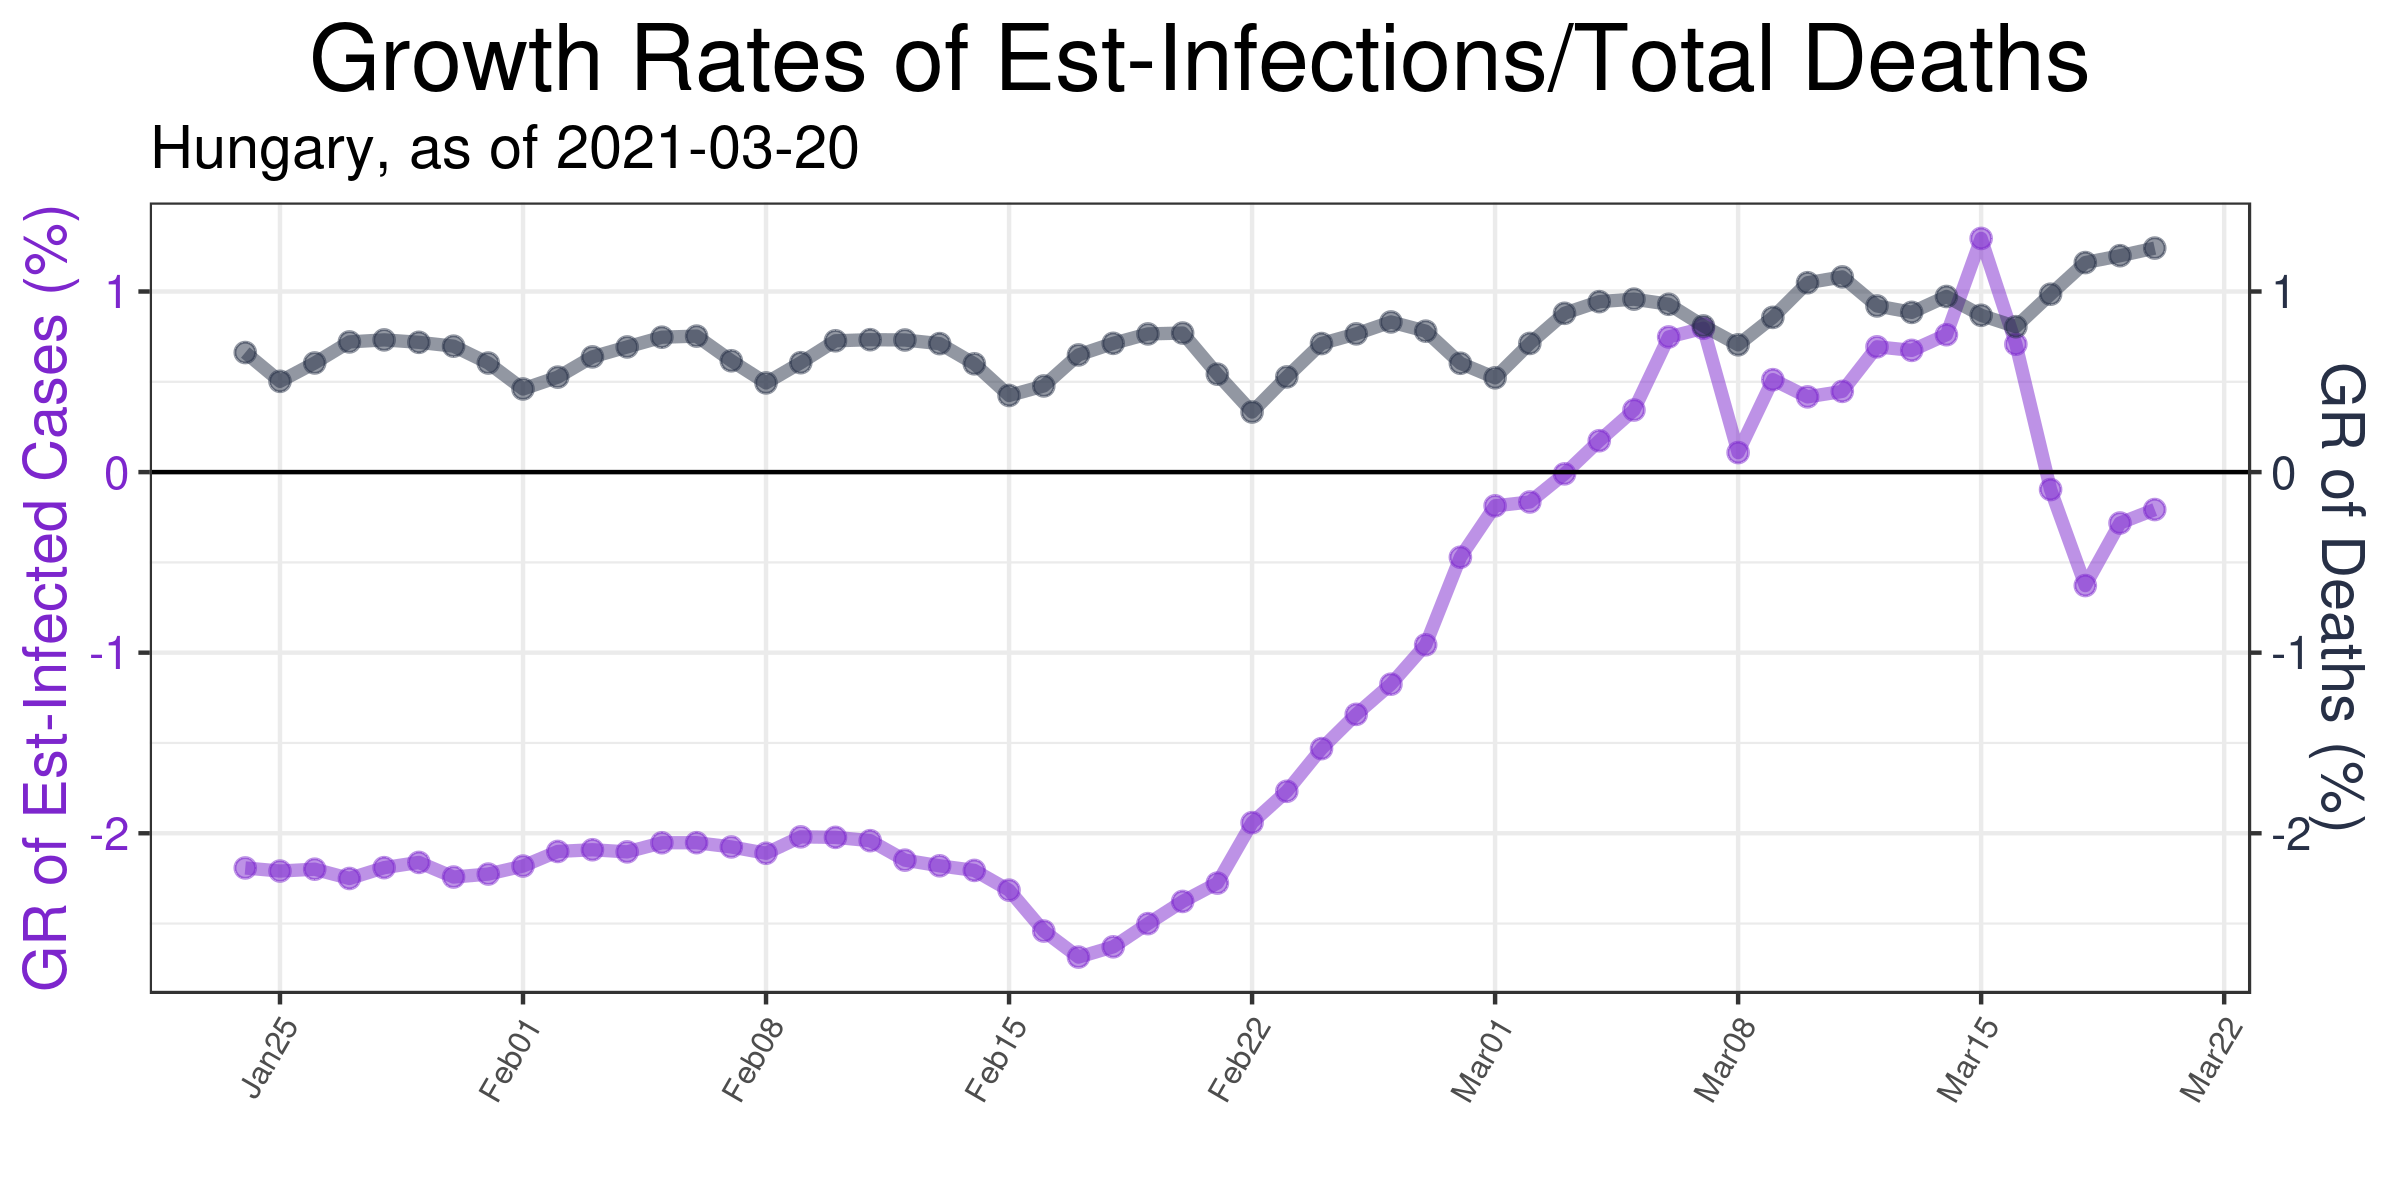 Growth Rates of Est-Infections/Total Deaths
Hungary, as of 2021-03-20
GR of Est-Infected Cases (%)
1
0
-1
-2
1
0
-1
-2
GR of Deaths (%)
Jan25
Feb01
Feb08
Feb15
Feb22
Mar01
Mar08
Mar15
Mar22